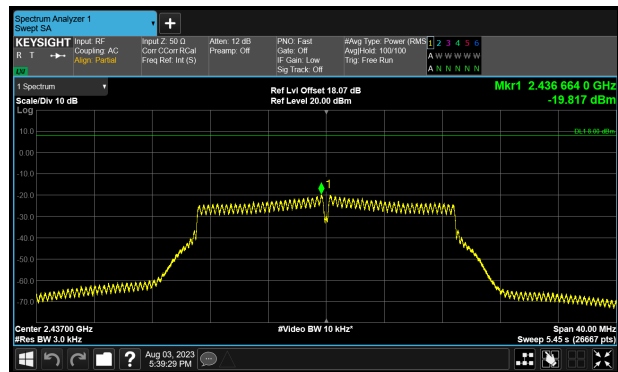 Spectrum Analyzer 1
Swept SA
+
KEYSIGHT Input: RF Input Z: 50 Ω Atten: 12 dB PNO: Fast #Avg Type: Power (RMS 1 2 3 4 5 6
R T Coupling: AC Corr CCorr RCal Preamp: Off Gate: Off Avg|Hold: 100/100 A W W W W W
Align: Partial Freq Ref: Int (S) IF Gain: Low Trig: Free Run
LXI Sig Track: Off A N N N N N
1 Spectrum Ref Lvl Offset 18.07 dB Mkr1 2.436 664 0 GHz
Scale/Div 10 dB Ref Level 20.00 dBm -19.817 dBm
Log
10.0
DL1 8.00 dBm
0.00
-10.0
1
-20.0
-30.0
-40.0
-50.0
-60.0
-70.0
Center 2.43700 GHz #Video BW 10 kHz* Span 40.00 MHz
#Res BW 3.0 kHz Sweep 5.45 s (26667 pts)
? Aug 03, 2023
5:39:29 PM